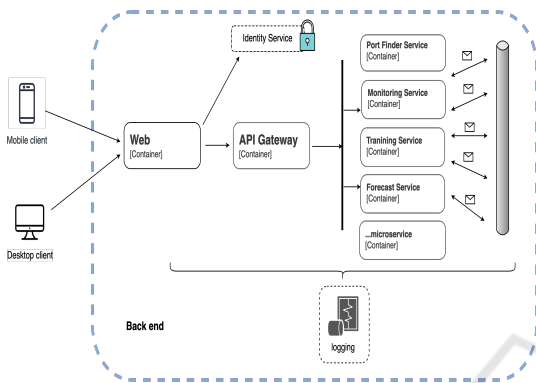 Identity Service
Port Finder Service
[Container]
Mobile client
Web
[Container]
API Gateway
[Container]
Monitoring Service
[Container]
Tranining Service
[Container]
Forecast Service
[Container]
...microservice
[Container]
Desktop client
Back end
logging